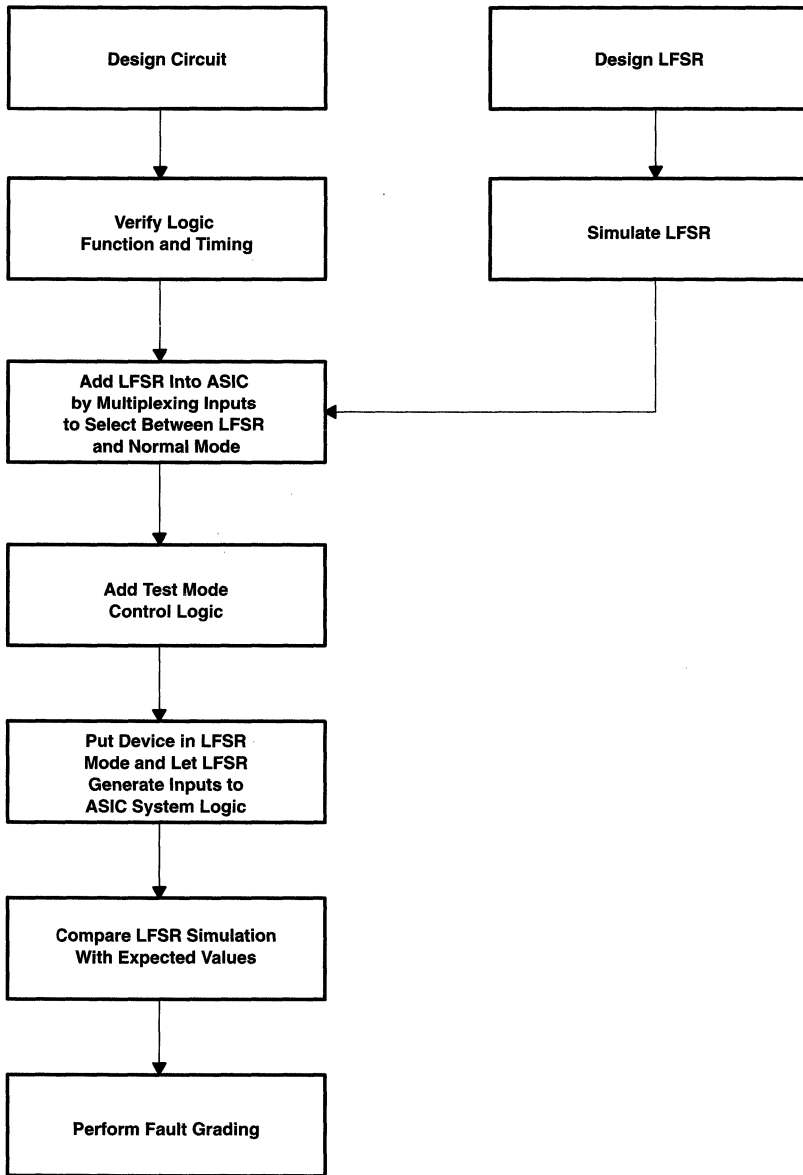 Design Circuit
Design LFSR
Verify Logic
Function and Timing
Simulate LFSR
Add LFSR Into ASIC
by Multiplexing Inputs
to Select Between LFSR
and Normal Mode
Add Test Mode
Control Logic
Put Device in LFSR
Mode and Let LFSR
Generate Inputs to
ASIC System Logic
Compare LFSR Simulation
With Expected Values
Perform Fault Grading